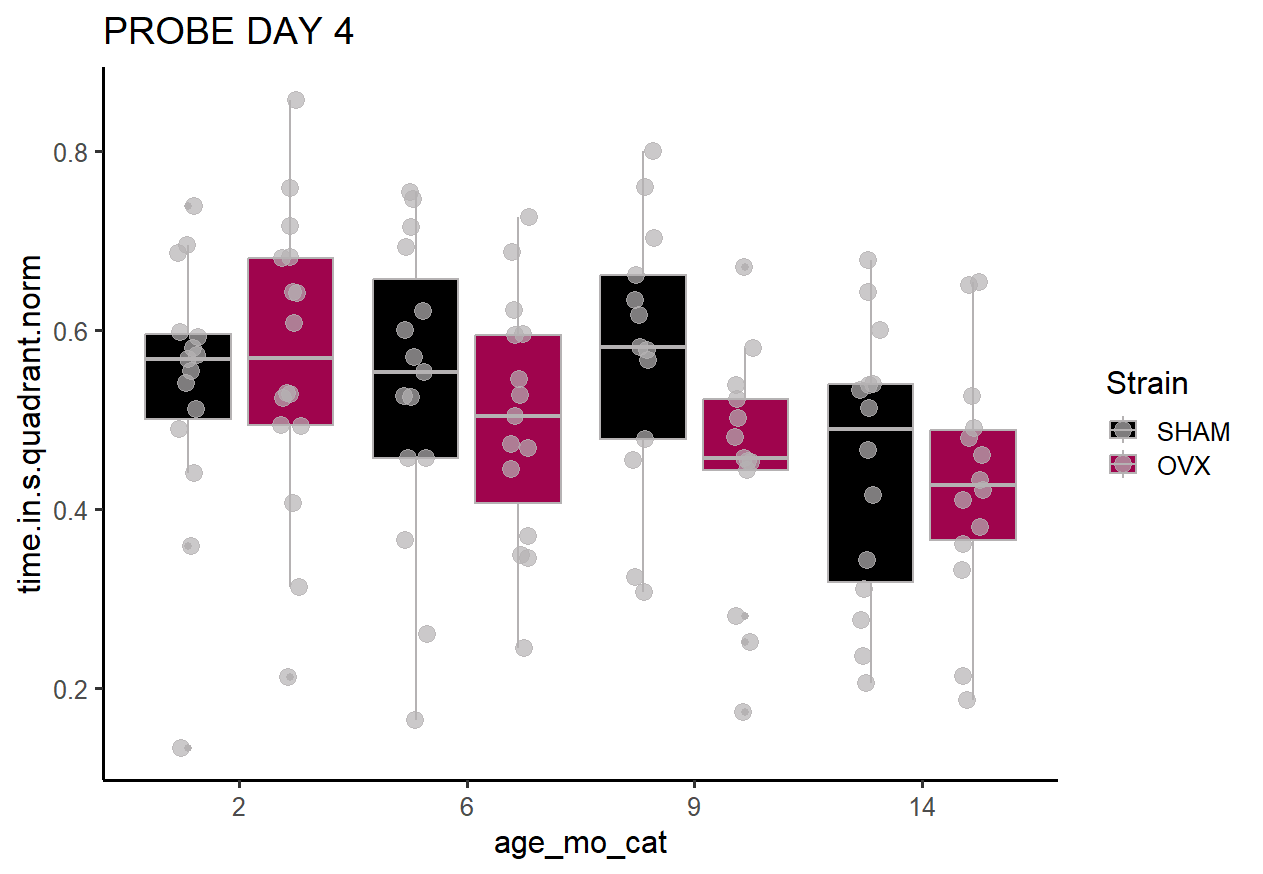 PROBE DAY 4
time.in.s.quadrant.norm
0.8
0.6
0.4
0.2
2 6 9 14
age_mo_cat
Strain
SHAM
OVX